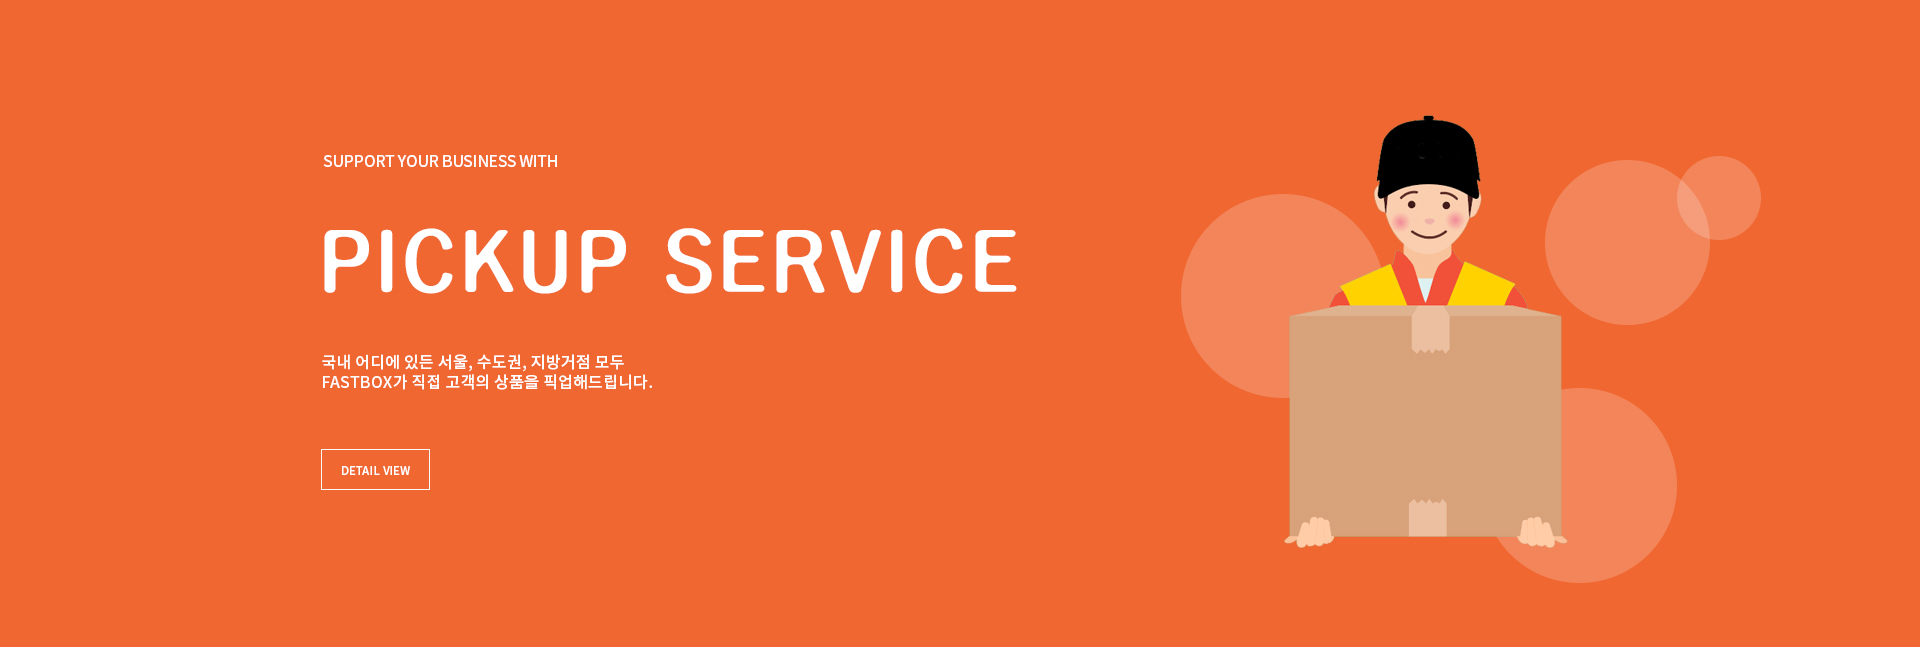 SUPPORT YOUR BUSINESS WITH
PICKUP SERVICE
국내 어디에 있든 서울, 수도권, 지방거점 모두
FASTBOX가 직접 고객의 상품을 픽업해드립니다.
DETAIL VIEW